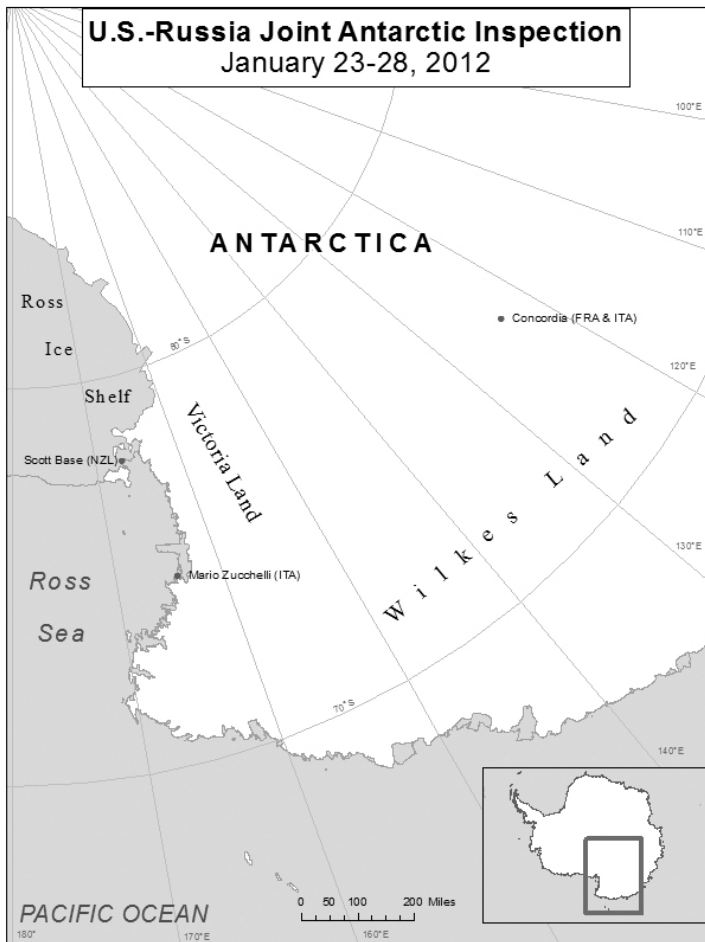 U.S.-Russia Joint Antarctic Inspection
January 23-28, 2012
100°E
110°E
ANTARCTICA
Ross
Ice
Shelf
Concordia (FRA & ITA)
80°S
120°E
Victoria Land
Wilkes Land
Scott Base (NZL)
130°E
Ross
Sea
Mario Zucchelli (ITA)
70°S
140°E
PACIFIC OCEAN
0 50 100 200 Miles
180°
170°E
160°E